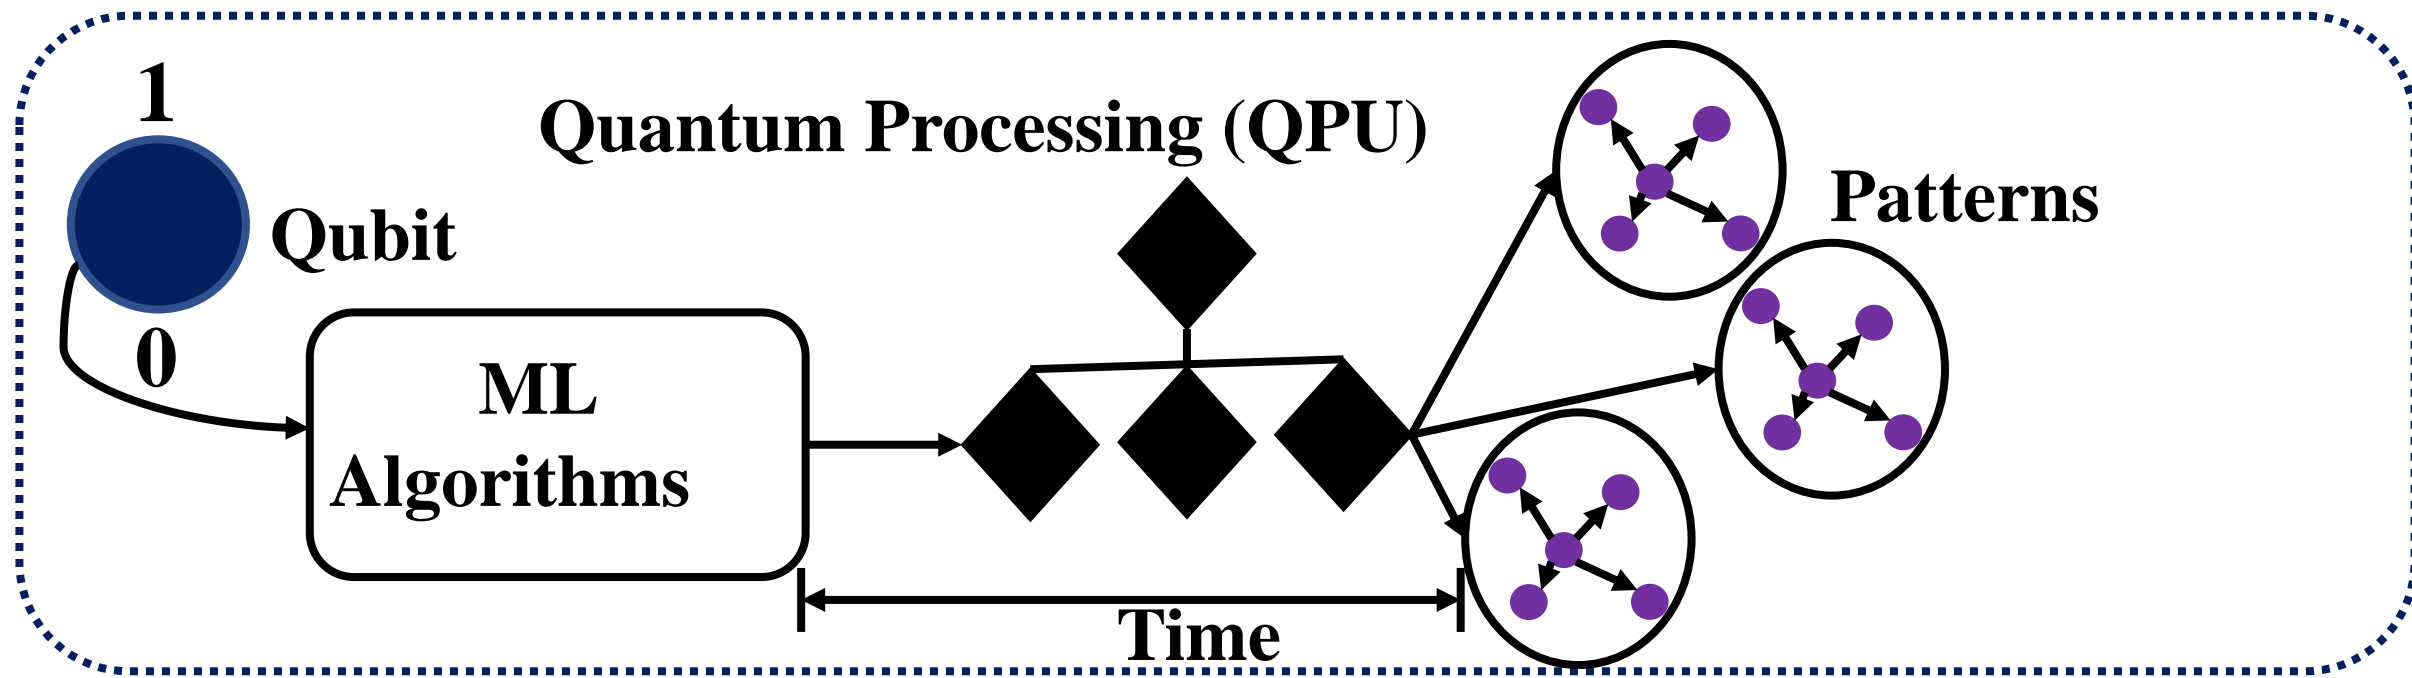 1
Qubit
0
ML
Algorithms
Quantum Processing (QPU)
Time
Patterns